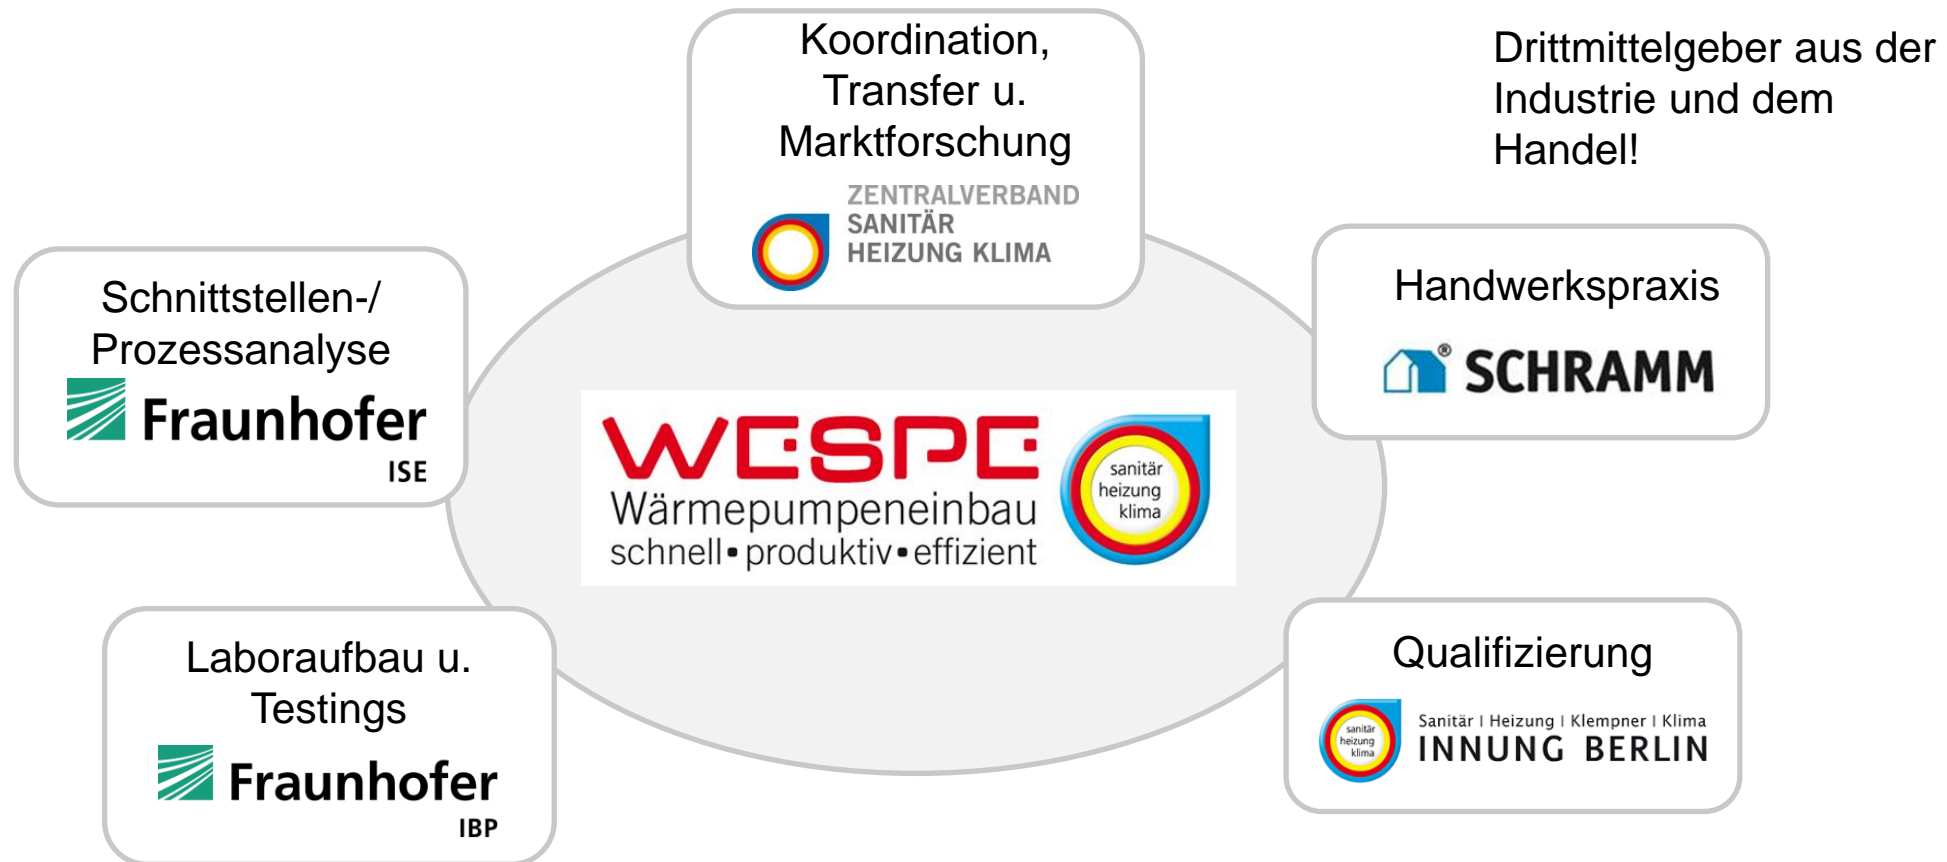 Koordination,
Transfer u.
Marktforschung
ZENTRALVERBAND
SANITÄR
HEIZUNG KLIMA
Drittmittelgeber aus der
Industrie und dem
Handel!
Schnittstellen-/
Prozessanalyse
Fraunhofer
ISE
Handwerkspraxis
® SCHRAMM
WESPE
Wärmepumpeneinbau
schnell▪produktiv▪effizient
sanitär
heizung
klima
Laboraufbau u.
Testings
Fraunhofer
IBP
Qualifizierung
sanitär
heizung
klima
Sanitär I Heizung I Klempner I Klima
INNUNG BERLIN